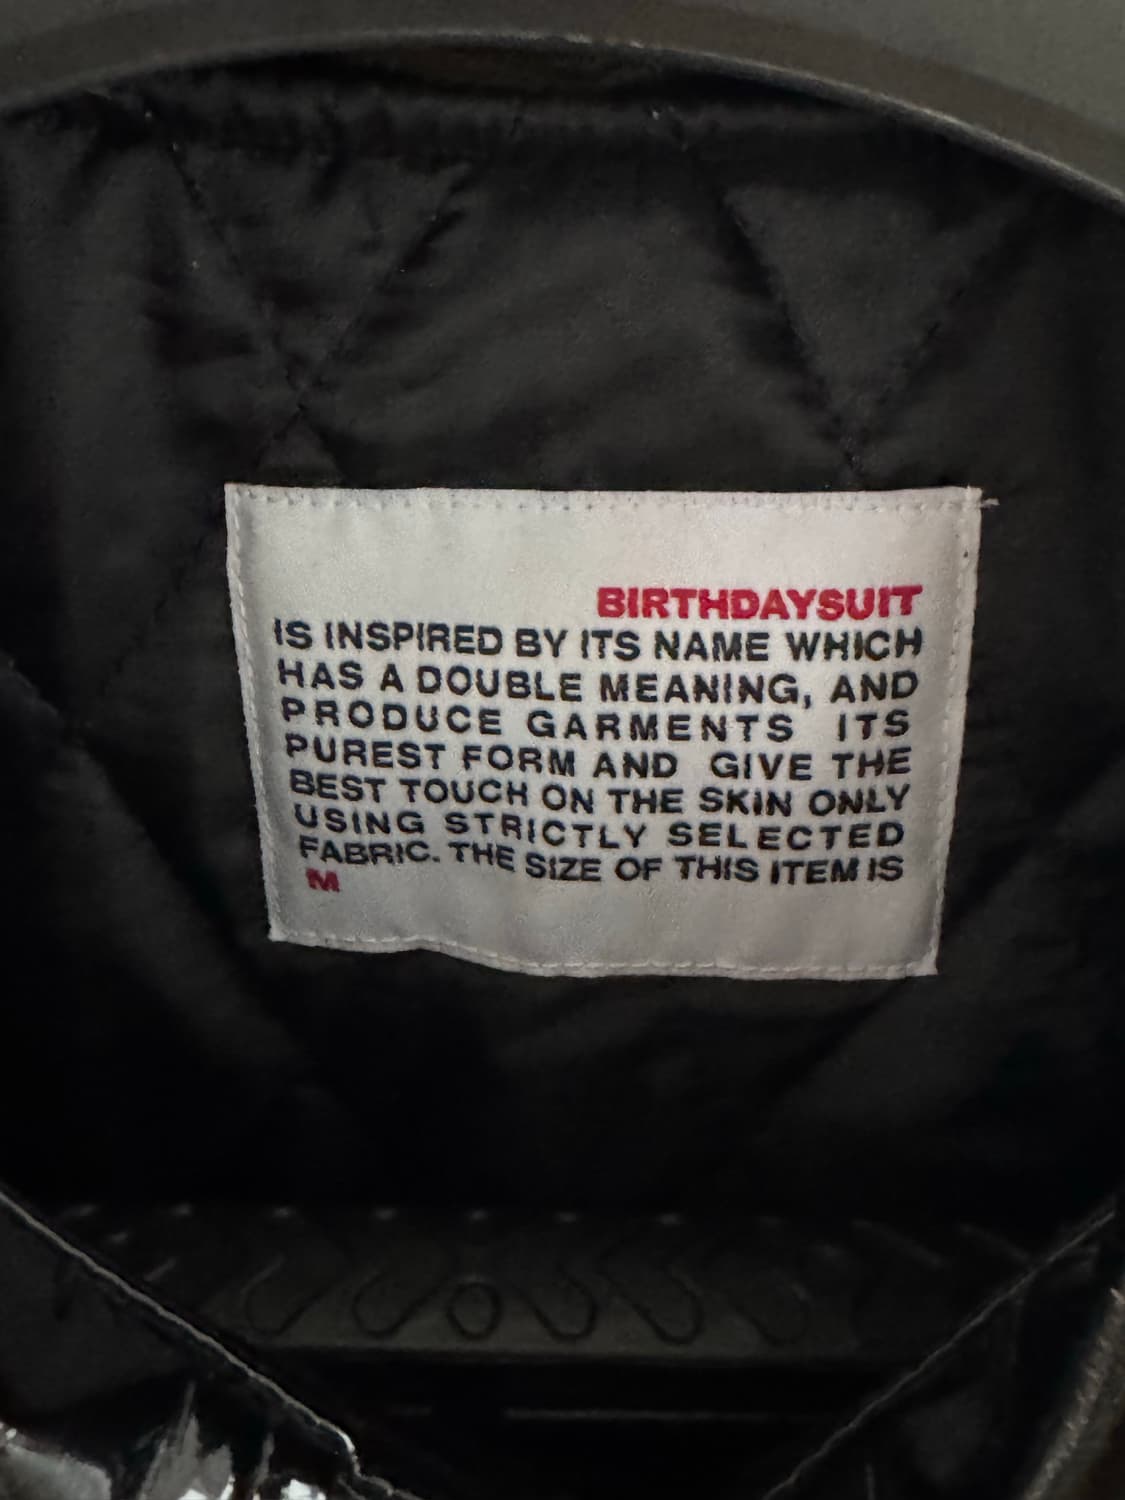 BIRTHDAYSUIT
IS INSPIRED BY ITS NAME WHICH
HAS A DOUBLE MEANING, AND
PRODUCE GARMENTS ITS
PUREST FORM AND GIVE THE
BEST TOUCH ON THE SKIN ONLY
USING STRICTLY SELECTED
FABRIC. THE SIZE OF THIS ITEM IS
M